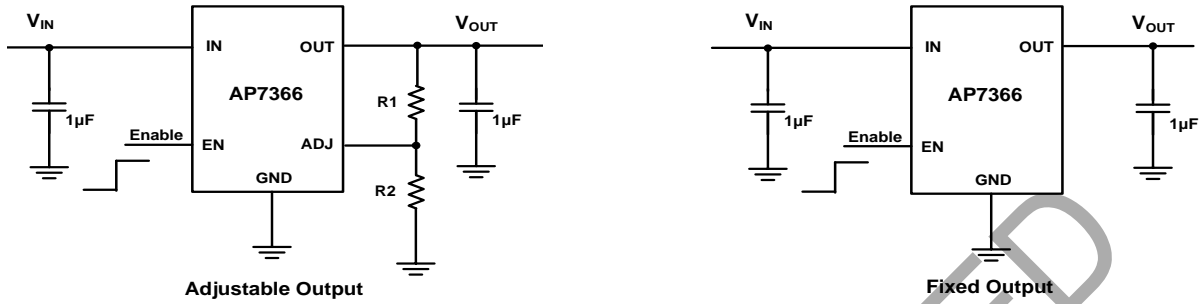 VIN
VOUT
IN
OUT
AP7366
R1
1µF
1µF
Enable
EN
ADJ
GND
R2
Adjustable Output
VIN
VOUT
IN
OUT
AP7366
1µF
1µF
Enable
EN
GND
Fixed Output